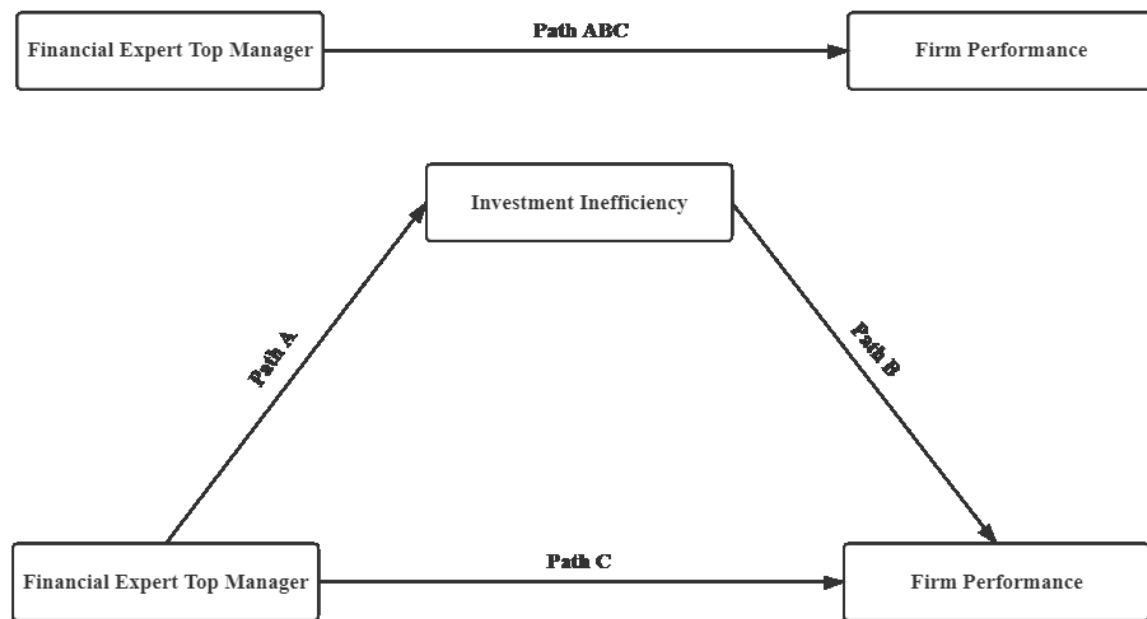 Path ABC
Financial Expert Top Manager
Firm Performance
Investment Inefficiency
Path A
Path B
Path C
Financial Expert Top Manager
Firm Performance